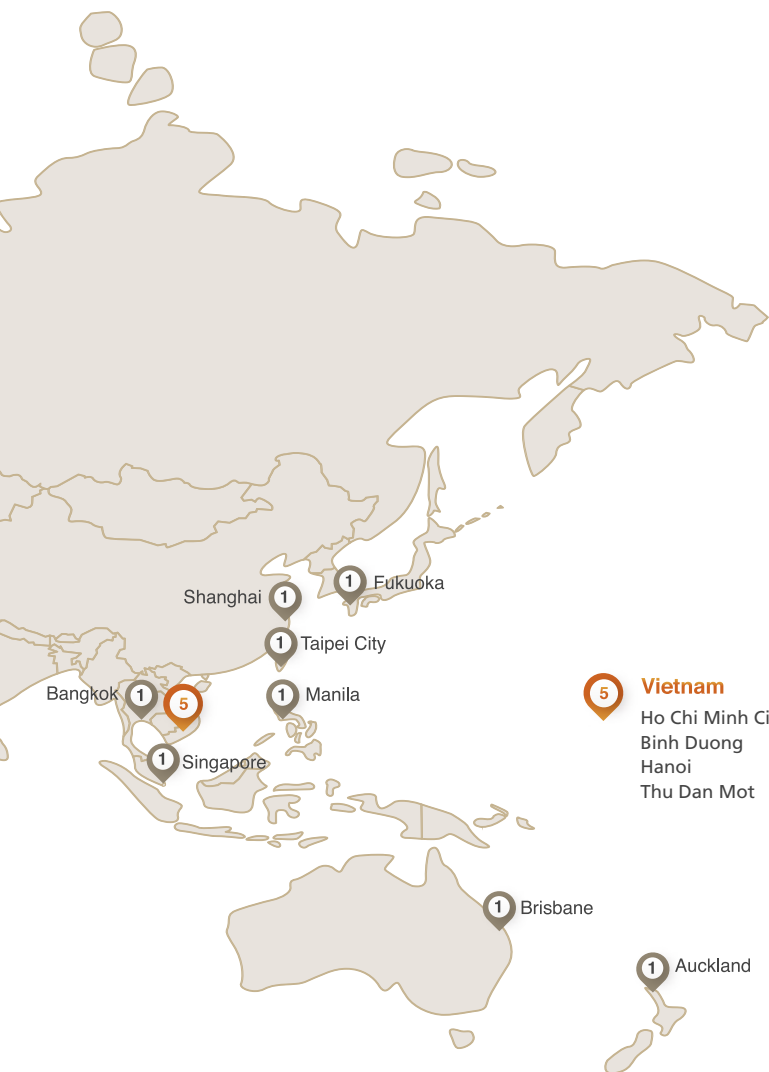 Shanghai 1
1 Fukuoka
1 Taipei City
Bangkok 1
5
1 Manila
1 Singapore
5 Vietnam
Ho Chi Minh Ci
Binh Duong
Hanoi
Thu Dan Mot
1 Brisbane
1 Auckland